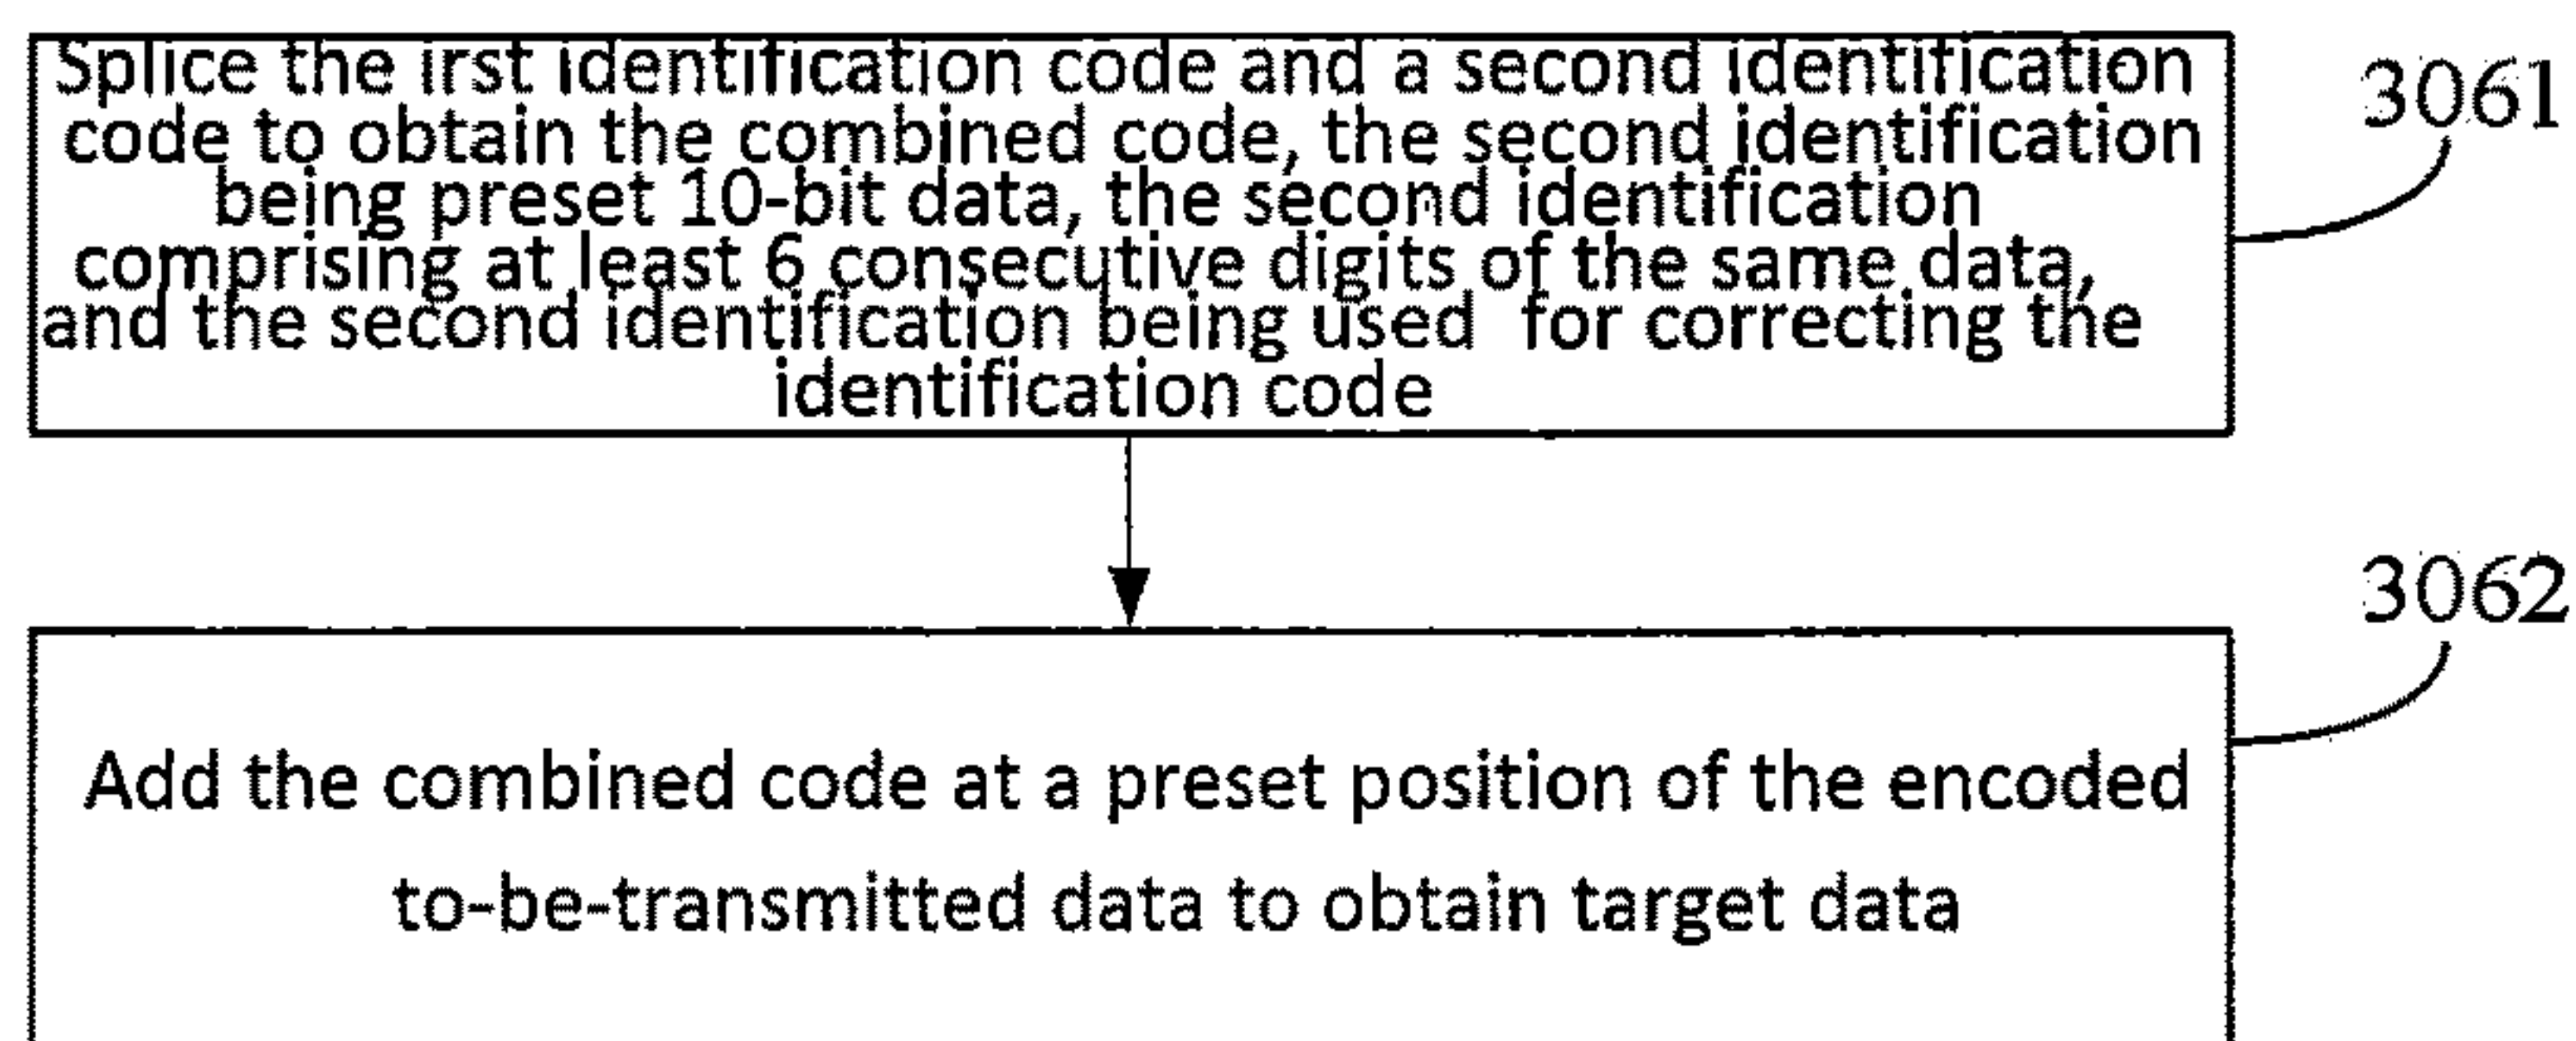 Splice the irst identification code and a second identification
3061
code to obtain the combined code, the second identification
being preset 10-bit data, the second identification
comprising at least 6 consecutive digits of the same data,
and the second identification being used for correcting the
identification code
3062
Add the combined code at a preset position of the encoded
to-be-transmitted data to obtain target data